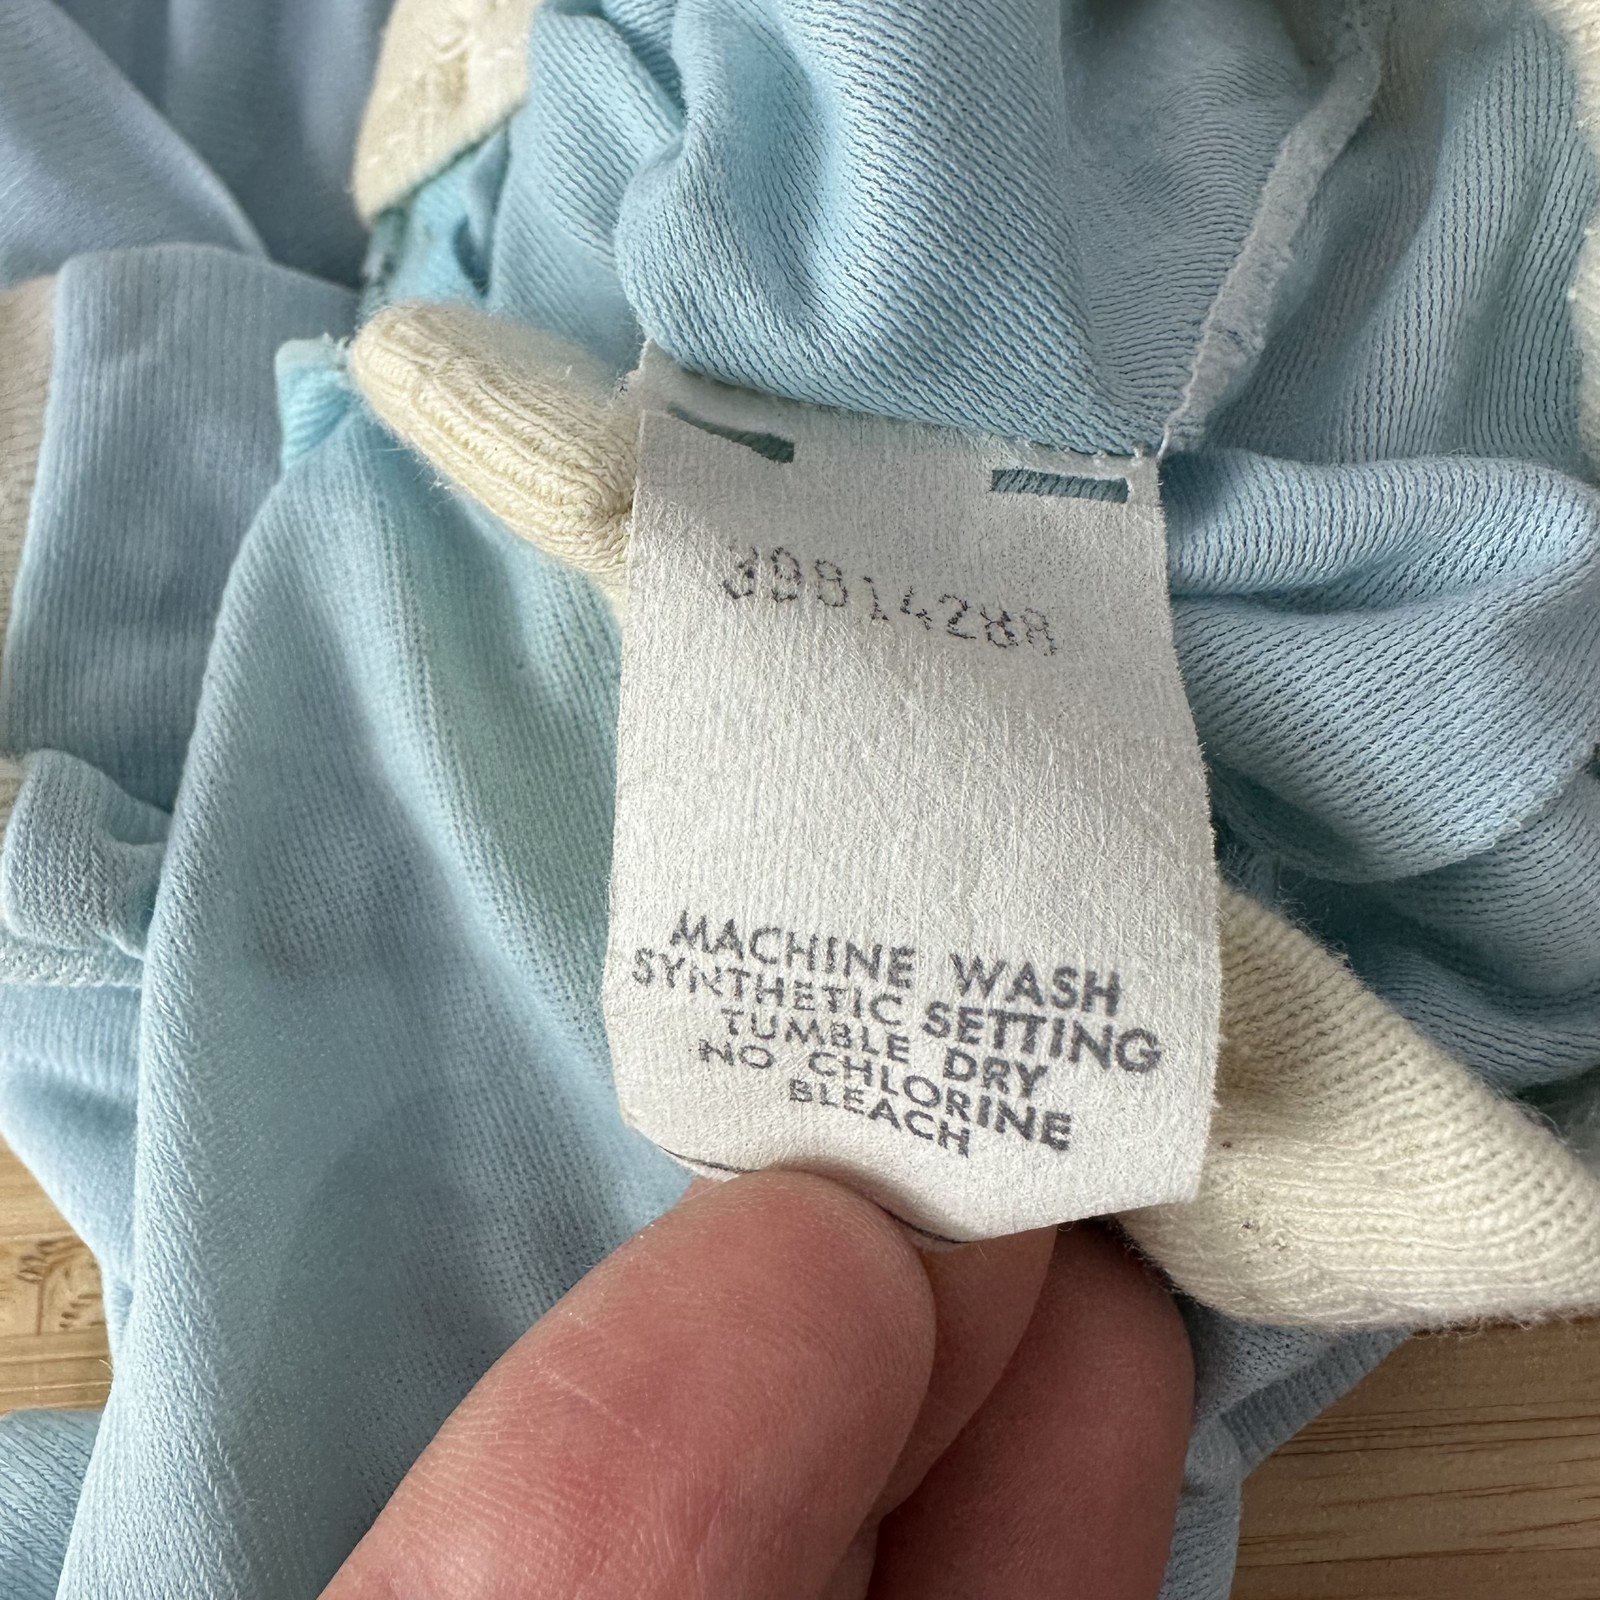 MACHINE WASH
SYNTHETIC SETTING
TUMBLE DRY
NO CHLORINE
BLEACH